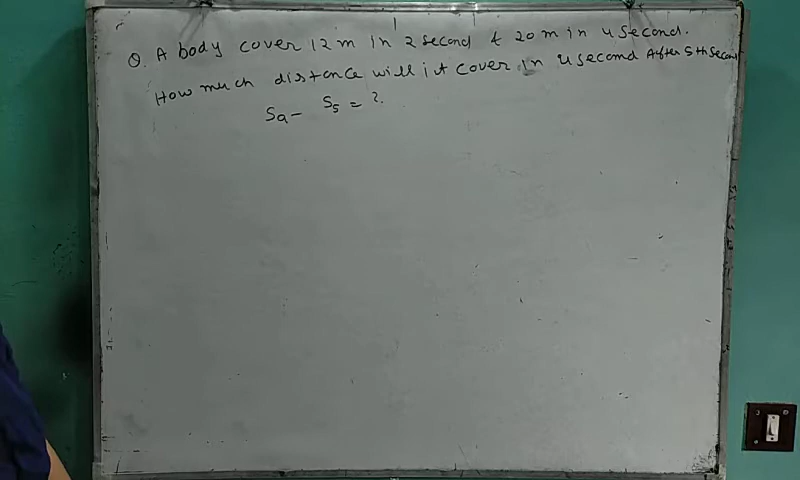 Q. A body cover 12 m in 2 second & 20 m in 4 second.
How much distance will it cover in 4 second After 5th Second
S9 - S5 = ?